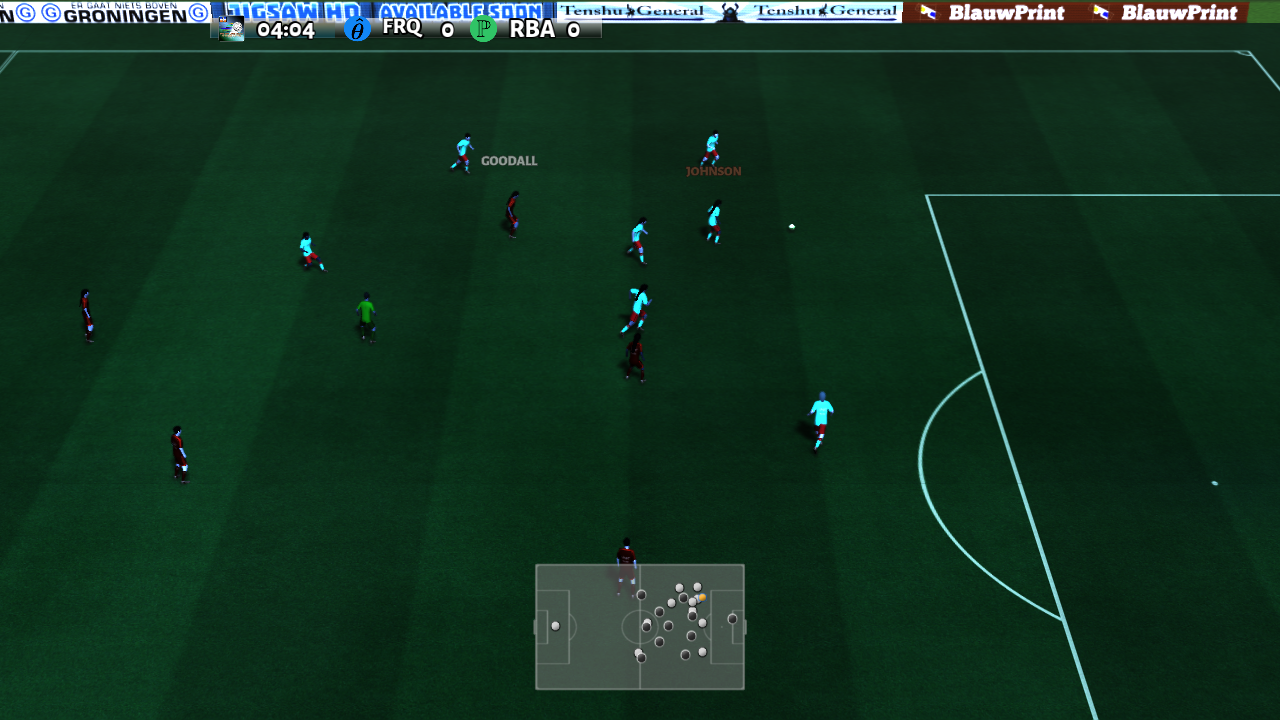 ER GAAT NIETS BOVEN
N G G GRONINGEN G
JIGSAW HD AVAILABLE SOON
Tenshu General Tenshu General
BlauwPrint BlauwPrint
04:04 FRQ 0 P RBA 0
GOODALL
JOHNSON